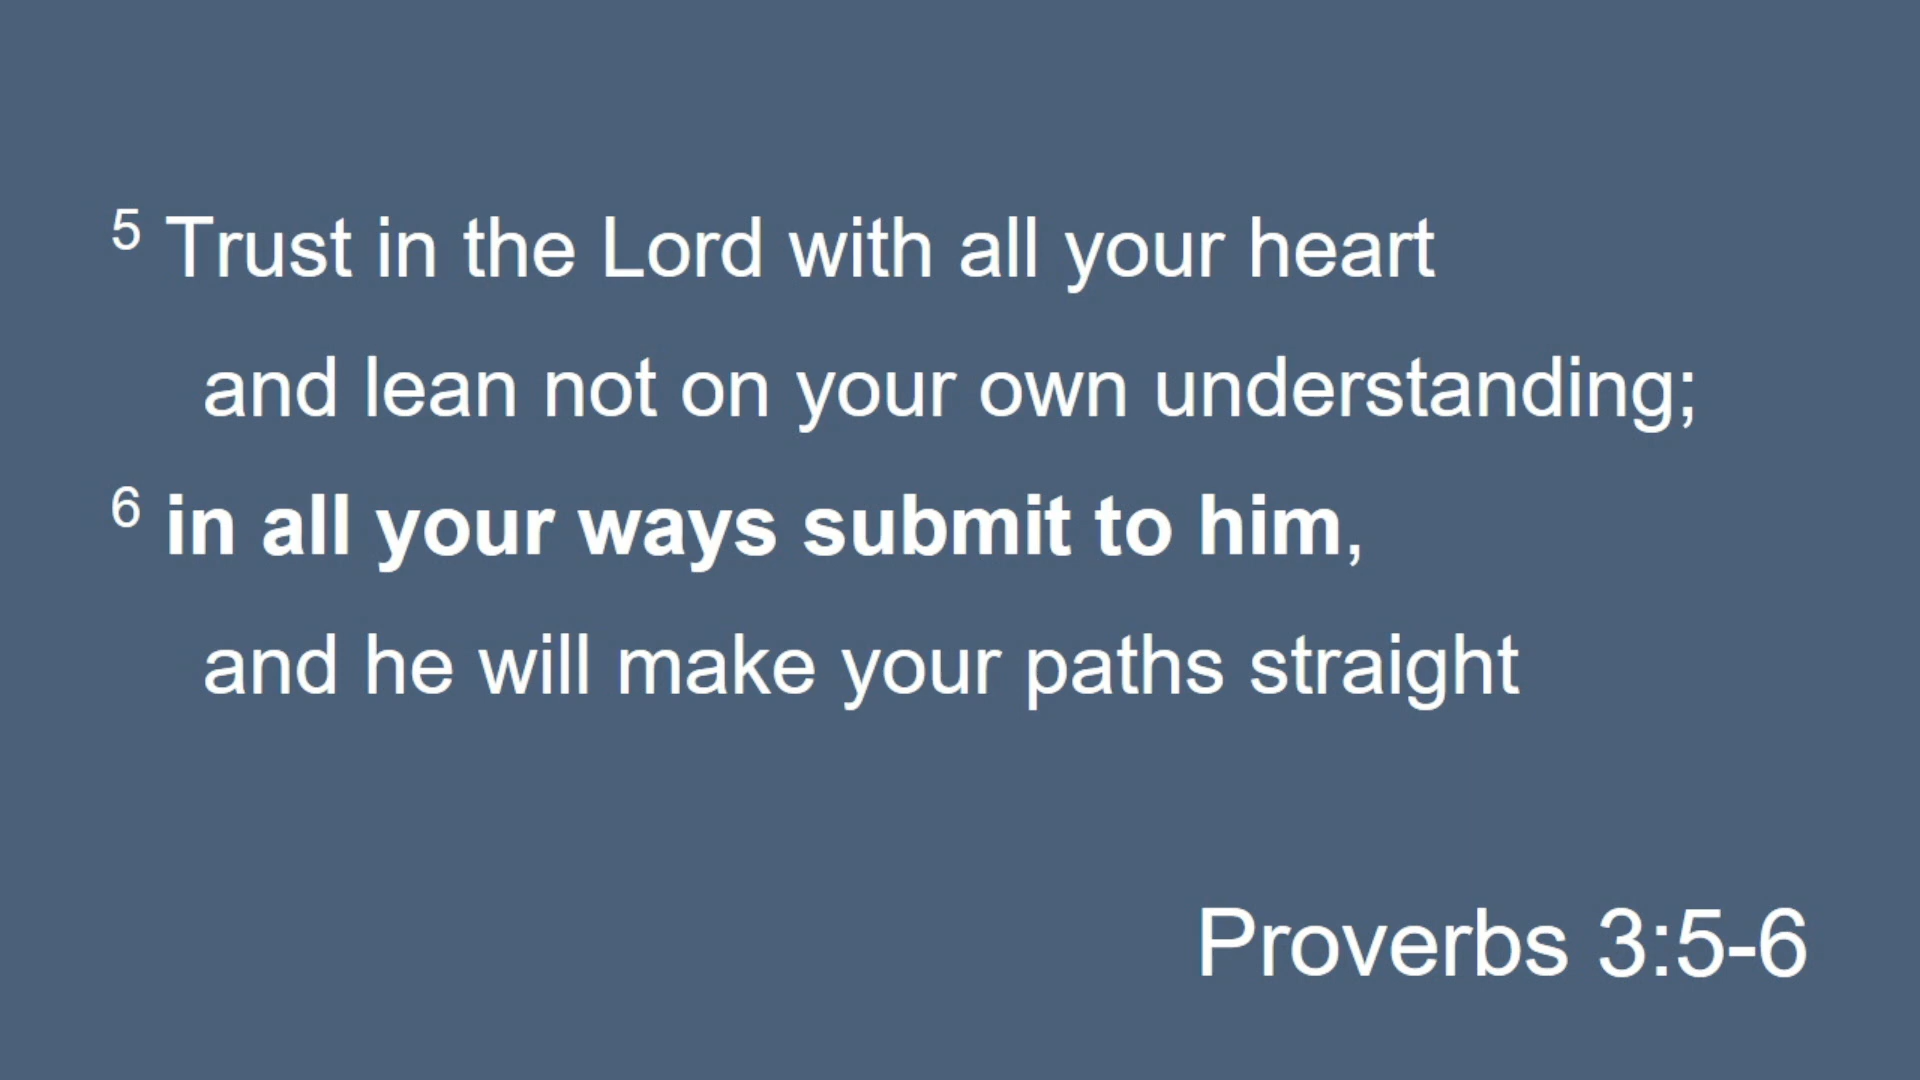 5 Trust in the Lord with all your heart
and lean not on your own understanding;
6 in all your ways submit to him,
and he will make your paths straight
Proverbs 3:5-6